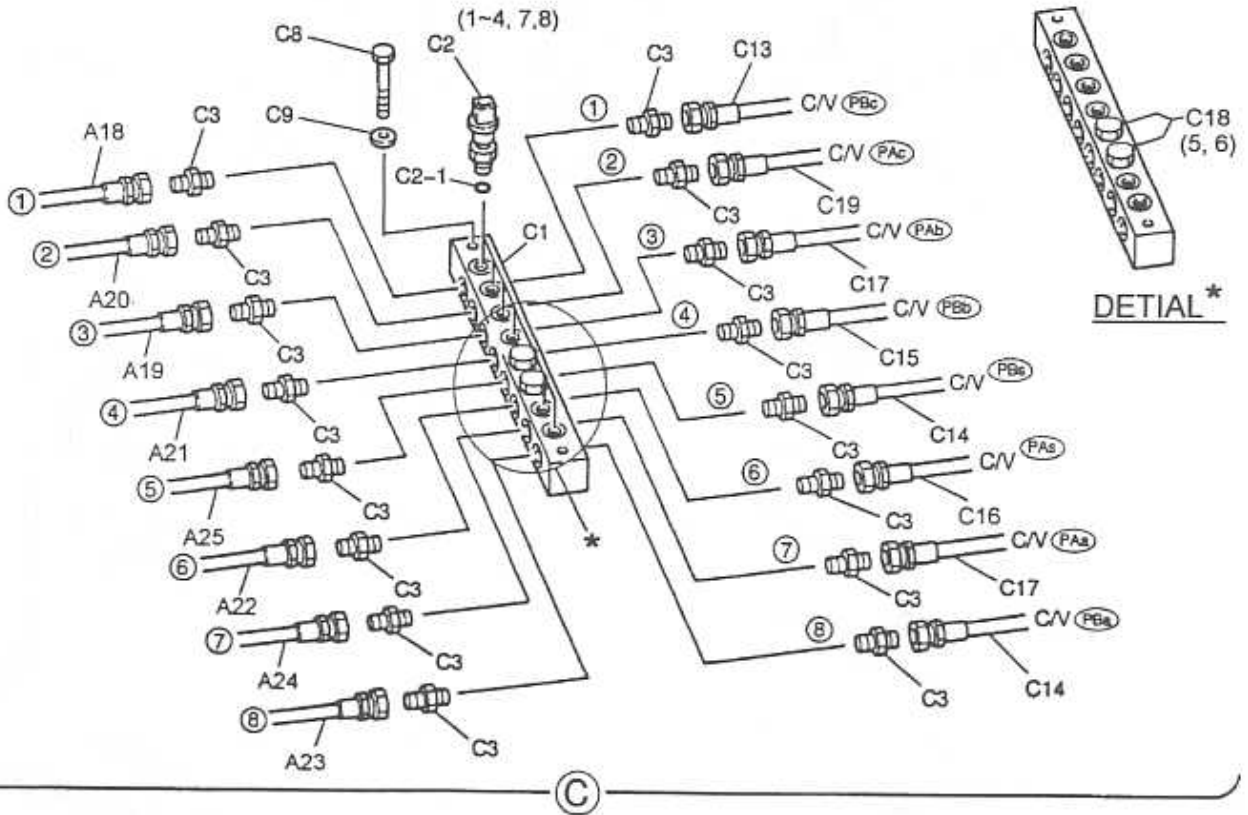 (1~4, 7,8)
C8
C2
C3
C13
① C/V PBc
C9
A18
C3
C18
(5, 6)
② C/V PAc
C2-1
①
C3
C19
C1
③ C/V PAb
②
C3
A20
C3
C17
DETIAL*
④ C/V PBb
③
C3
C15
A19
C3
⑤ C/V PBs
④
C3
C14
A21
C3
⑥ C/V PAs
⑤
C3
C16
A25
C3
*
⑦ C/V PAa
⑥
C3
C17
A22
C3
⑧ C/V PBa
⑦
C3
C14
A24
C3
⑧
A23
C3
C